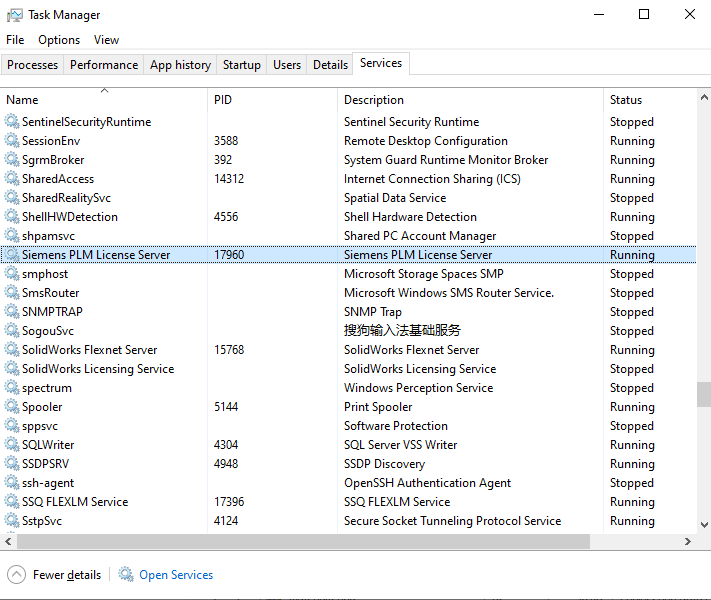 Task Manager
File Options View
Processes Performance App history Startup Users Details Services
Name PID Description Status
SentinelSecurityRuntime Sentinel Security Runtime Stopped
SessionEnv 3588 Remote Desktop Configuration Running
SgrmBroker 392 System Guard Runtime Monitor Broker Running
SharedAccess 14312 Internet Connection Sharing (ICS) Running
SharedRealitySvc Spatial Data Service Stopped
ShellHWDetection 4556 Shell Hardware Detection Running
shpamsvc Shared PC Account Manager Stopped
Siemens PLM License Server 17960 Siemens PLM License Server Running
smphost Microsoft Storage Spaces SMP Stopped
SmsRouter Microsoft Windows SMS Router Service. Stopped
SNMPTRAP SNMP Trap Stopped
SogouSvc 搜狗输入法基础服务 Stopped
SolidWorks Flexnet Server 15768 SolidWorks Flexnet Server Running
SolidWorks Licensing Service SolidWorks Licensing Service Stopped
spectrum Windows Perception Service Stopped
Spooler 5144 Print Spooler Running
sppsvc Software Protection Stopped
SQLWriter 4304 SQL Server VSS Writer Running
SSDPSRV 4948 SSDP Discovery Running
ssh-agent OpenSSH Authentication Agent Stopped
SSQ FLEXLM Service 17396 SSQ FLEXLM Service Running
SstpSvc 4124 Secure Socket Tunneling Protocol Service Running
Fewer details Open Services